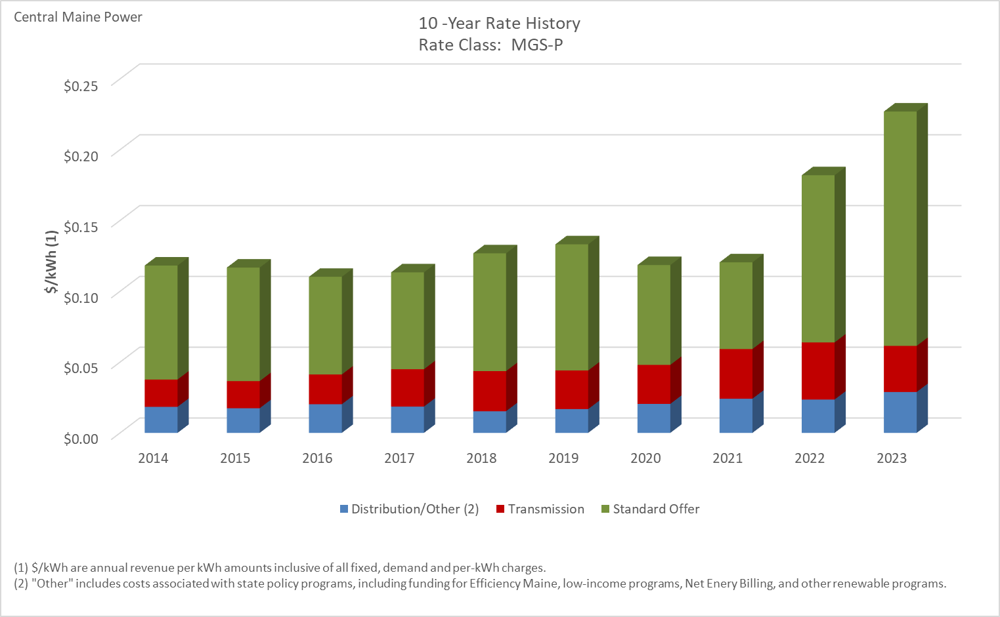 Central Maine Power
10 -Year Rate History
Rate Class:  MGS-P
$0.25
$0.20
$0.15
$0.10
$0.05
$0.00
$/kWh (1)
2014 2015 2016 2017 2018 2019 2020 2021 2022 2023
Distribution/Other (2) Transmission Standard Offer
(1) $/kWh are annual revenue per kWh amounts inclusive of all fixed, demand and per-kWh charges.
(2) "Other" includes costs associated with state policy programs, including funding for Efficiency Maine, low-income programs, Net Enery Billing, and other renewable programs.